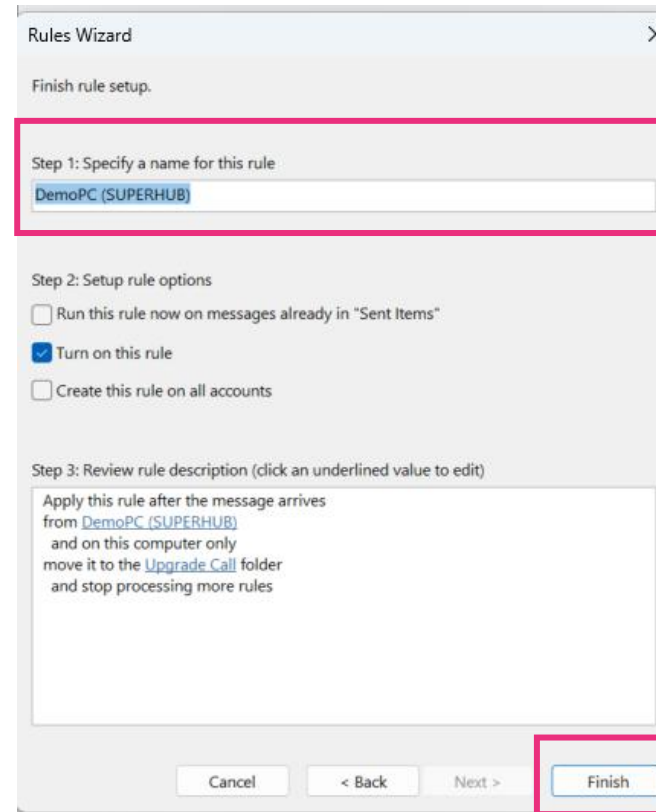 Rules Wizard
Finish rule setup.
Step 1: Specify a name for this rule
DemoPC (SUPERHUB)
Step 2: Setup rule options
Run this rule now on messages already in "Sent Items"
Turn on this rule
Create this rule on all accounts
Step 3: Review rule description (click an underlined value to edit)
Apply this rule after the message arrives
from DemoPC (SUPERHUB)
and on this computer only
move it to the Upgrade Call folder
and stop processing more rules
Cancel < Back Next > Finish